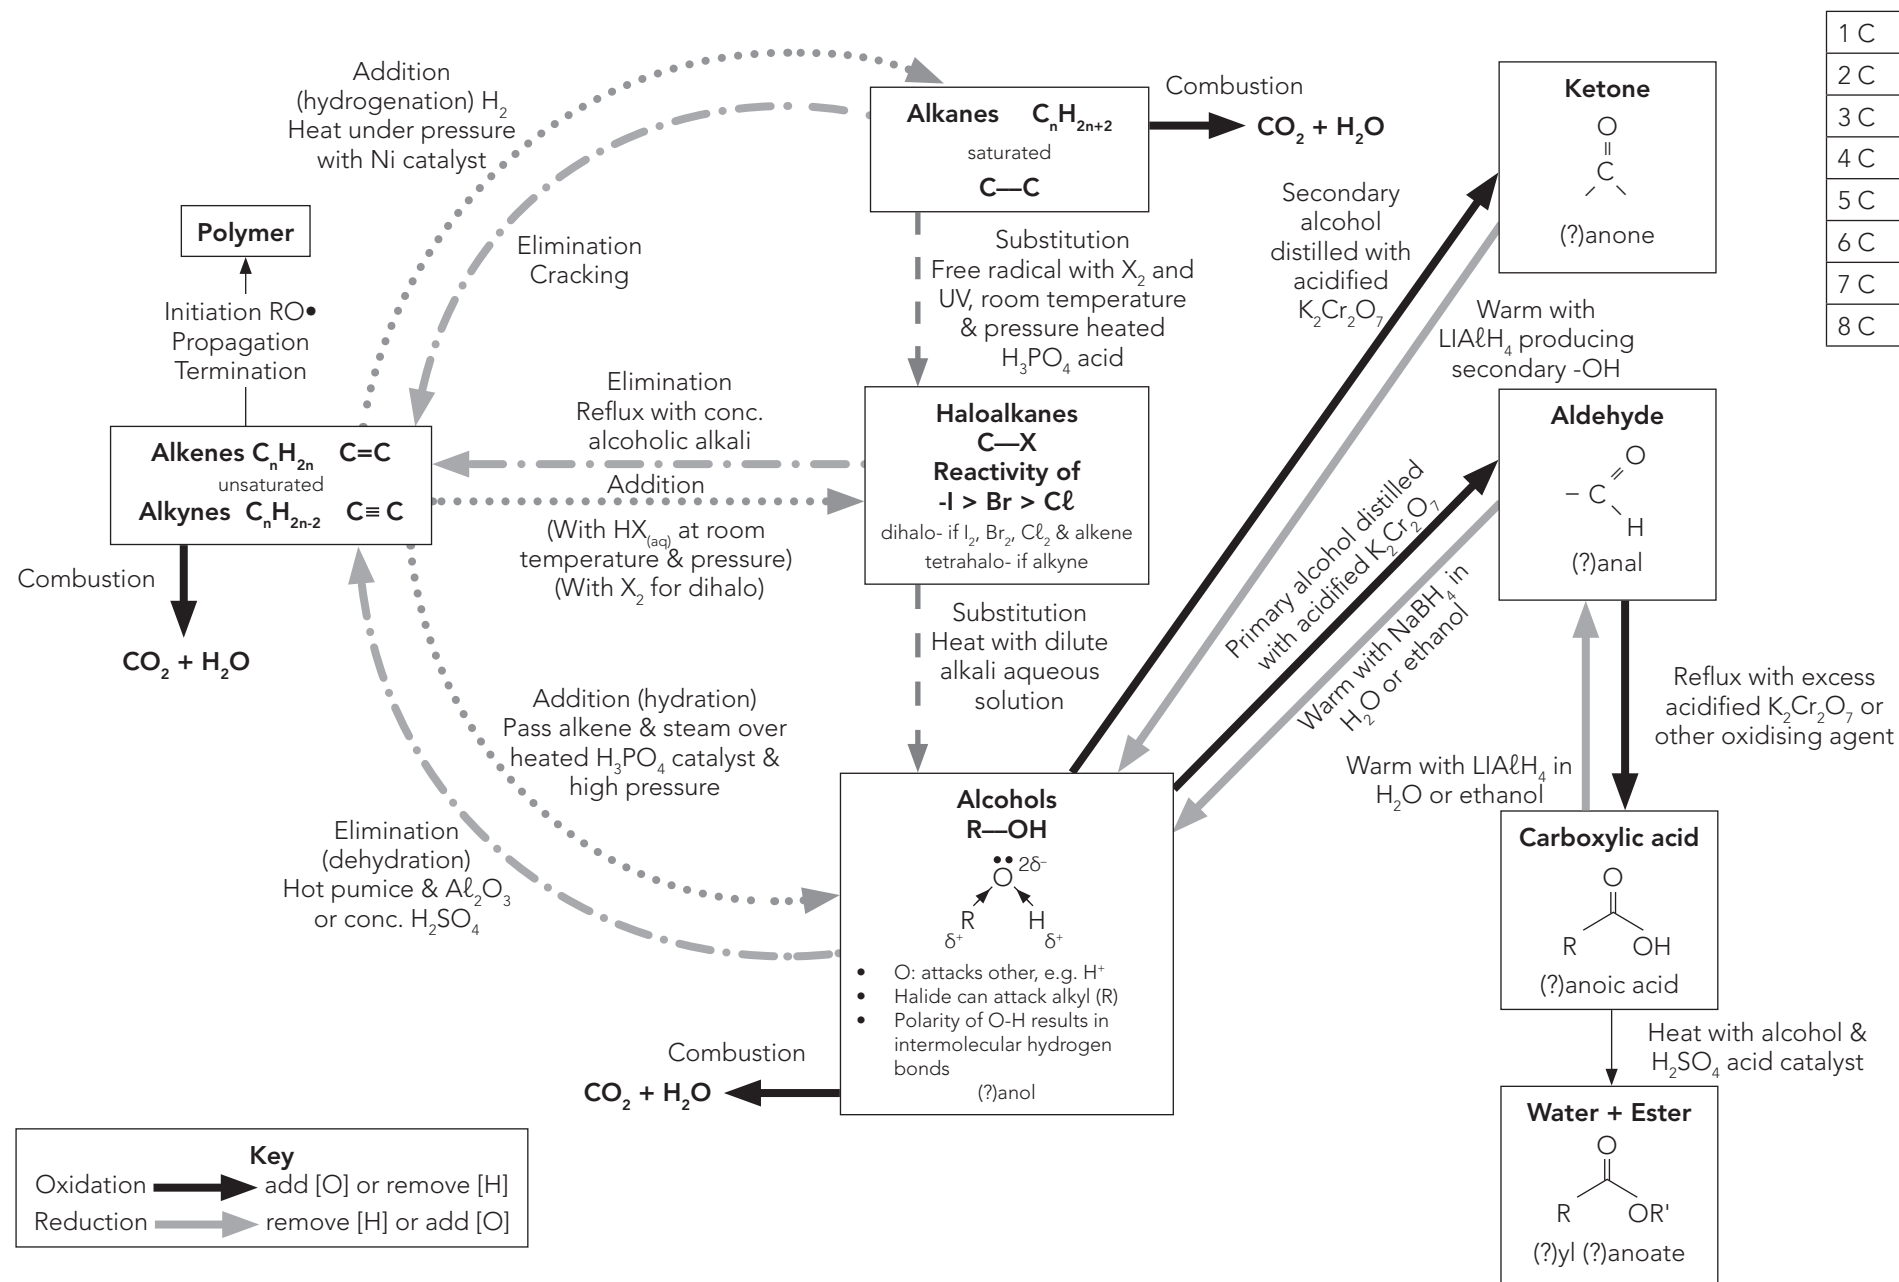 Addition
(hydrogenation) H₂
Heat under pressure
with Ni catalyst
Alkanes CₙH₂ₙ₊₂
saturated
C—C
Combustion
CO₂ + H₂O
Ketone
O
C
(?)anone
1 C
2 C
3 C
4 C
5 C
6 C
7 C
8 C
Polymer
Initiation RO•
Propagation
Termination
Elimination
Cracking
Substitution
Free radical with X₂ and
UV, room temperature
& pressure heated
H₃PO₄ acid
Secondary
alcohol
distilled with
acidified
K₂Cr₂O₇
Warm with
LIAℓH₄ producing
secondary -OH
Alkenes CₙH₂ₙ C=C
unsaturated
Alkynes CₙH₂ₙ₋₂ C≡C
Combustion
CO₂ + H₂O
Elimination
Reflux with conc.
alcoholic alkali
Addition
(With HX₍aq₎ at room
temperature & pressure)
(With X₂ for dihalo)
Haloalkanes
C—X
Reactivity of
-I > Br > Cℓ
dihalo- if I₂, Br₂, Cℓ₂ & alkene
tetrahalo- if alkyne
Aldehyde
O
– C
H
(?)anal
Primary alcohol distilled
with acidified K₂Cr₂O₇
Warm with NaBH₄ in
H₂O or ethanol
Substitution
Heat with dilute
alkali aqueous
solution
Addition (hydration)
Pass alkene & steam over
heated H₃PO₄ catalyst &
high pressure
Elimination
(dehydration)
Hot pumice & Aℓ₂O₃
or conc. H₂SO₄
Reflux with excess
acidified K₂Cr₂O₇ or
other oxidising agent
Warm with LIAℓH₄ in
H₂O or ethanol
Alcohols
R—OH
O 2δ⁻
R H
δ⁺ δ⁺
• O: attacks other, e.g. H⁺
• Halide can attack alkyl (R)
• Polarity of O-H results in
intermolecular hydrogen
bonds
(?)anol
Combustion
CO₂ + H₂O
Carboxylic acid
O
R OH
(?)anoic acid
Heat with alcohol &
H₂SO₄ acid catalyst
Water + Ester
O
R OR'
(?)yl (?)anoate
Key
Oxidation add [O] or remove [H]
Reduction remove [H] or add [O]